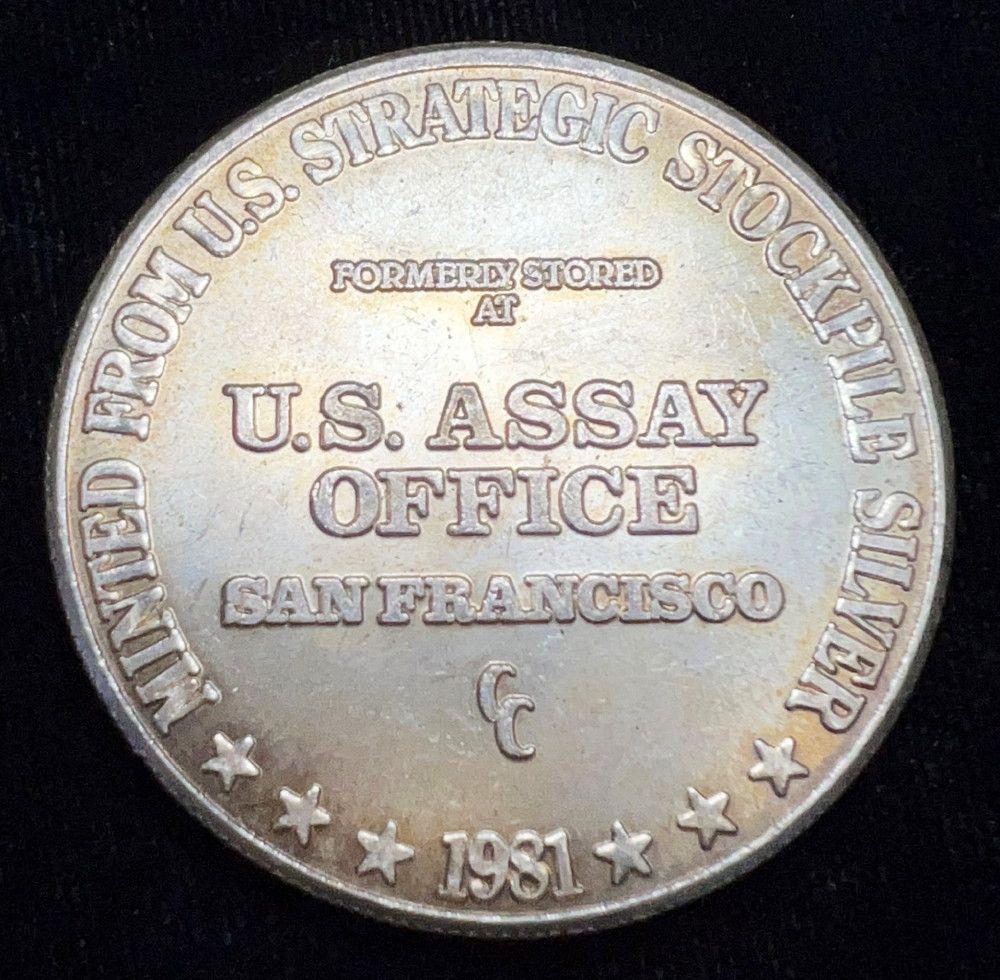 MINTED FROM U.S. STRATEGIC STOCKPILE SILVER
FORMERLY STORED
AT
U.S. ASSAY
OFFICE
SAN FRANCISCO
CC
1981